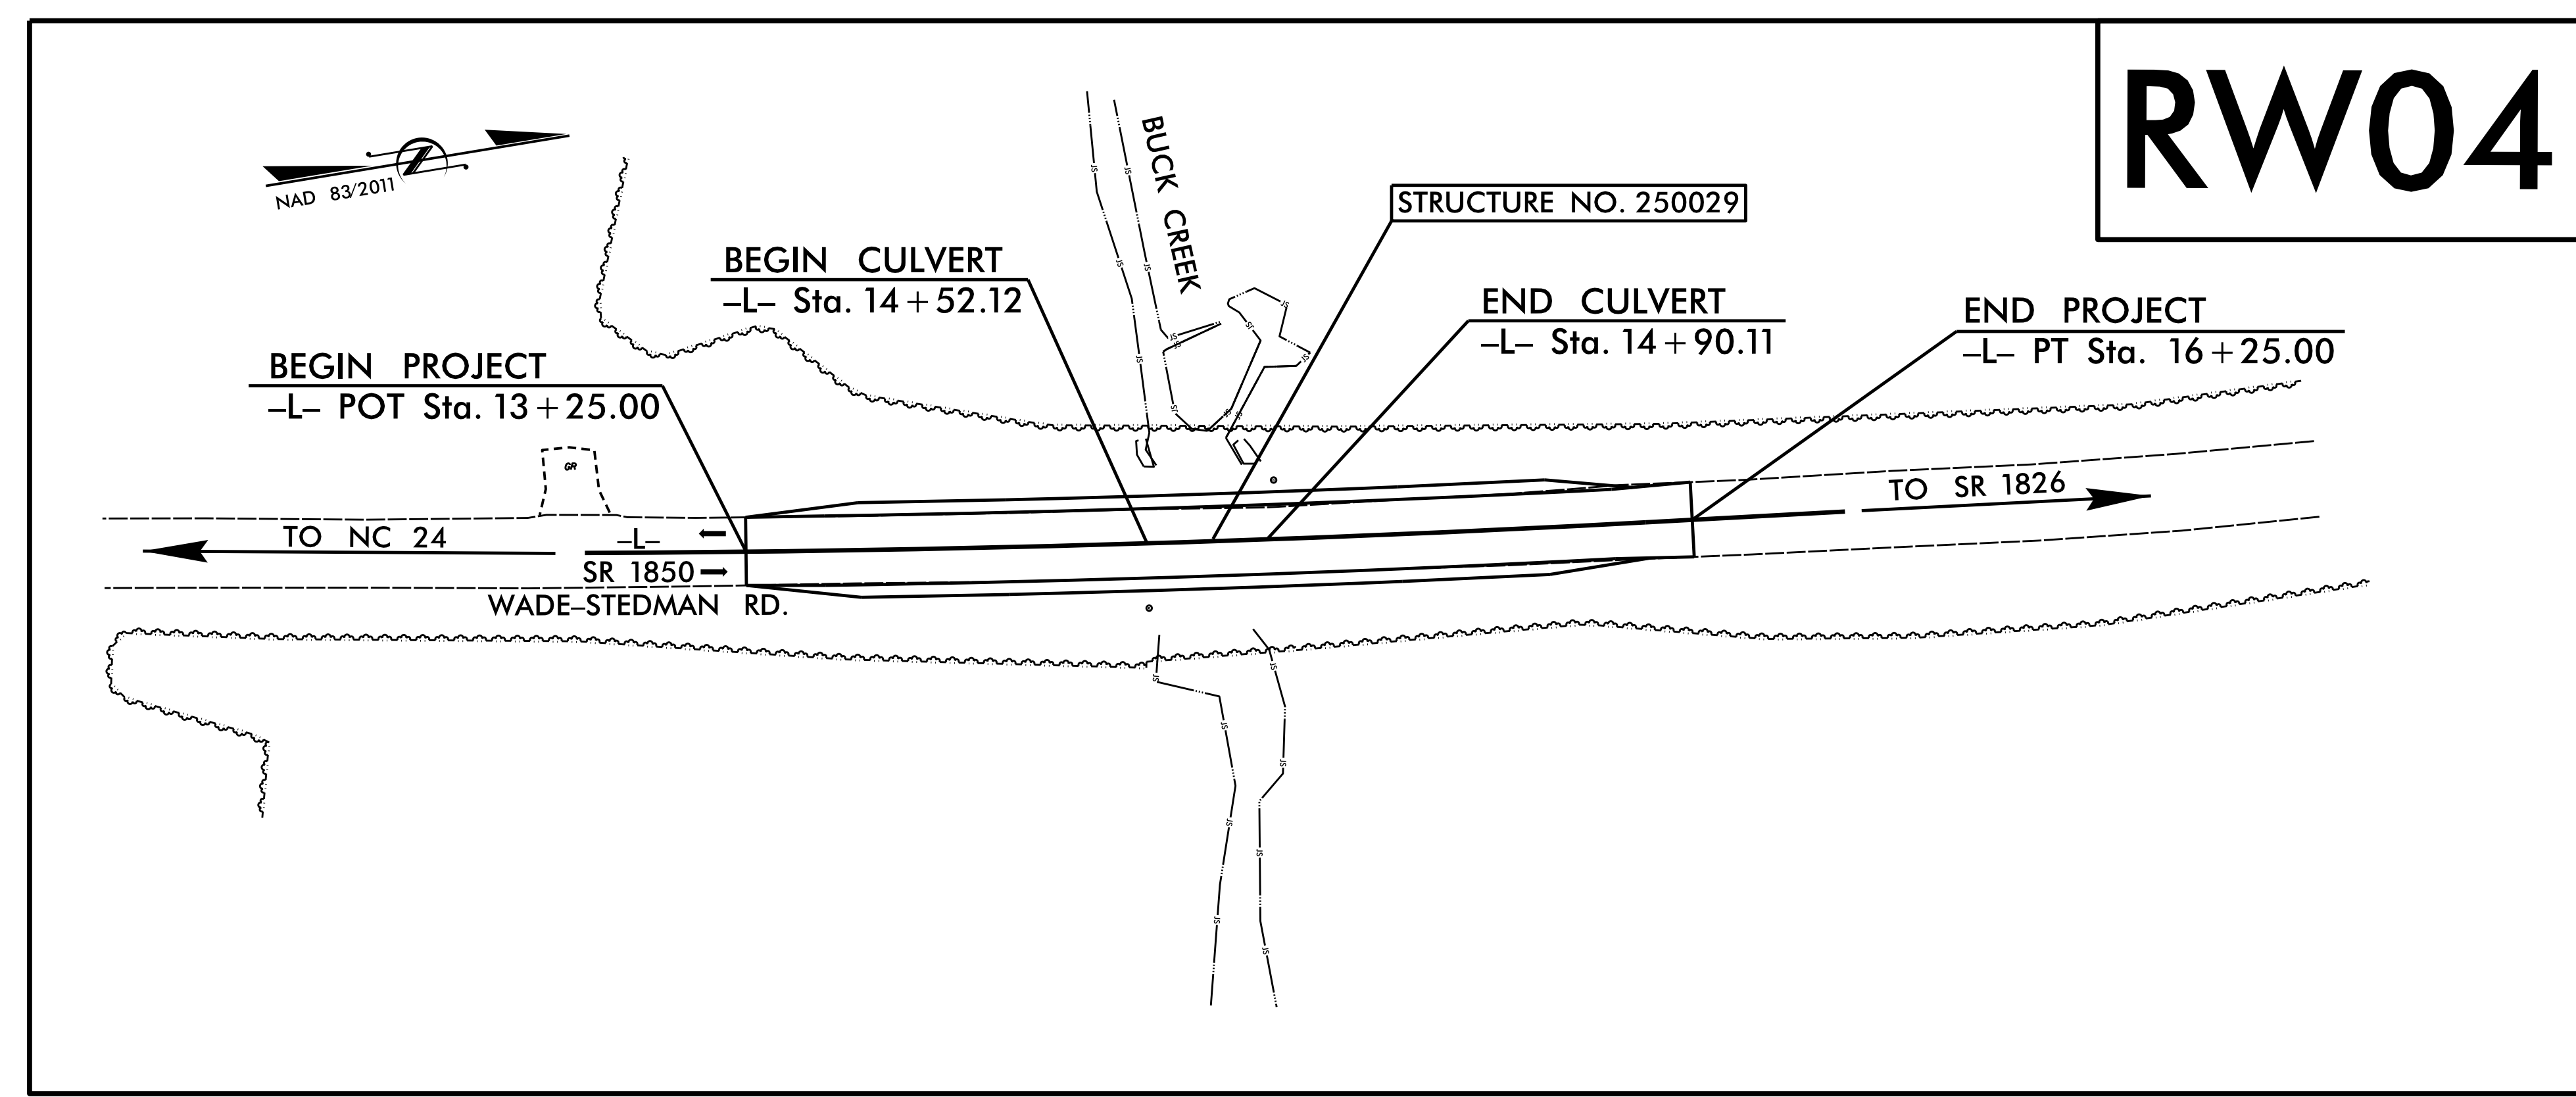 RW04
NAD 83/2011
BUCK CREEK
STRUCTURE NO. 250029
BEGIN CULVERT
–L– Sta. 14+52.12
END CULVERT
–L– Sta. 14+90.11
END PROJECT
–L– PT Sta. 16+25.00
BEGIN PROJECT
–L– POT Sta. 13+25.00
GR
TO SR 1826
TO NC 24
–L–
SR 1850
WADE–STEDMAN RD.